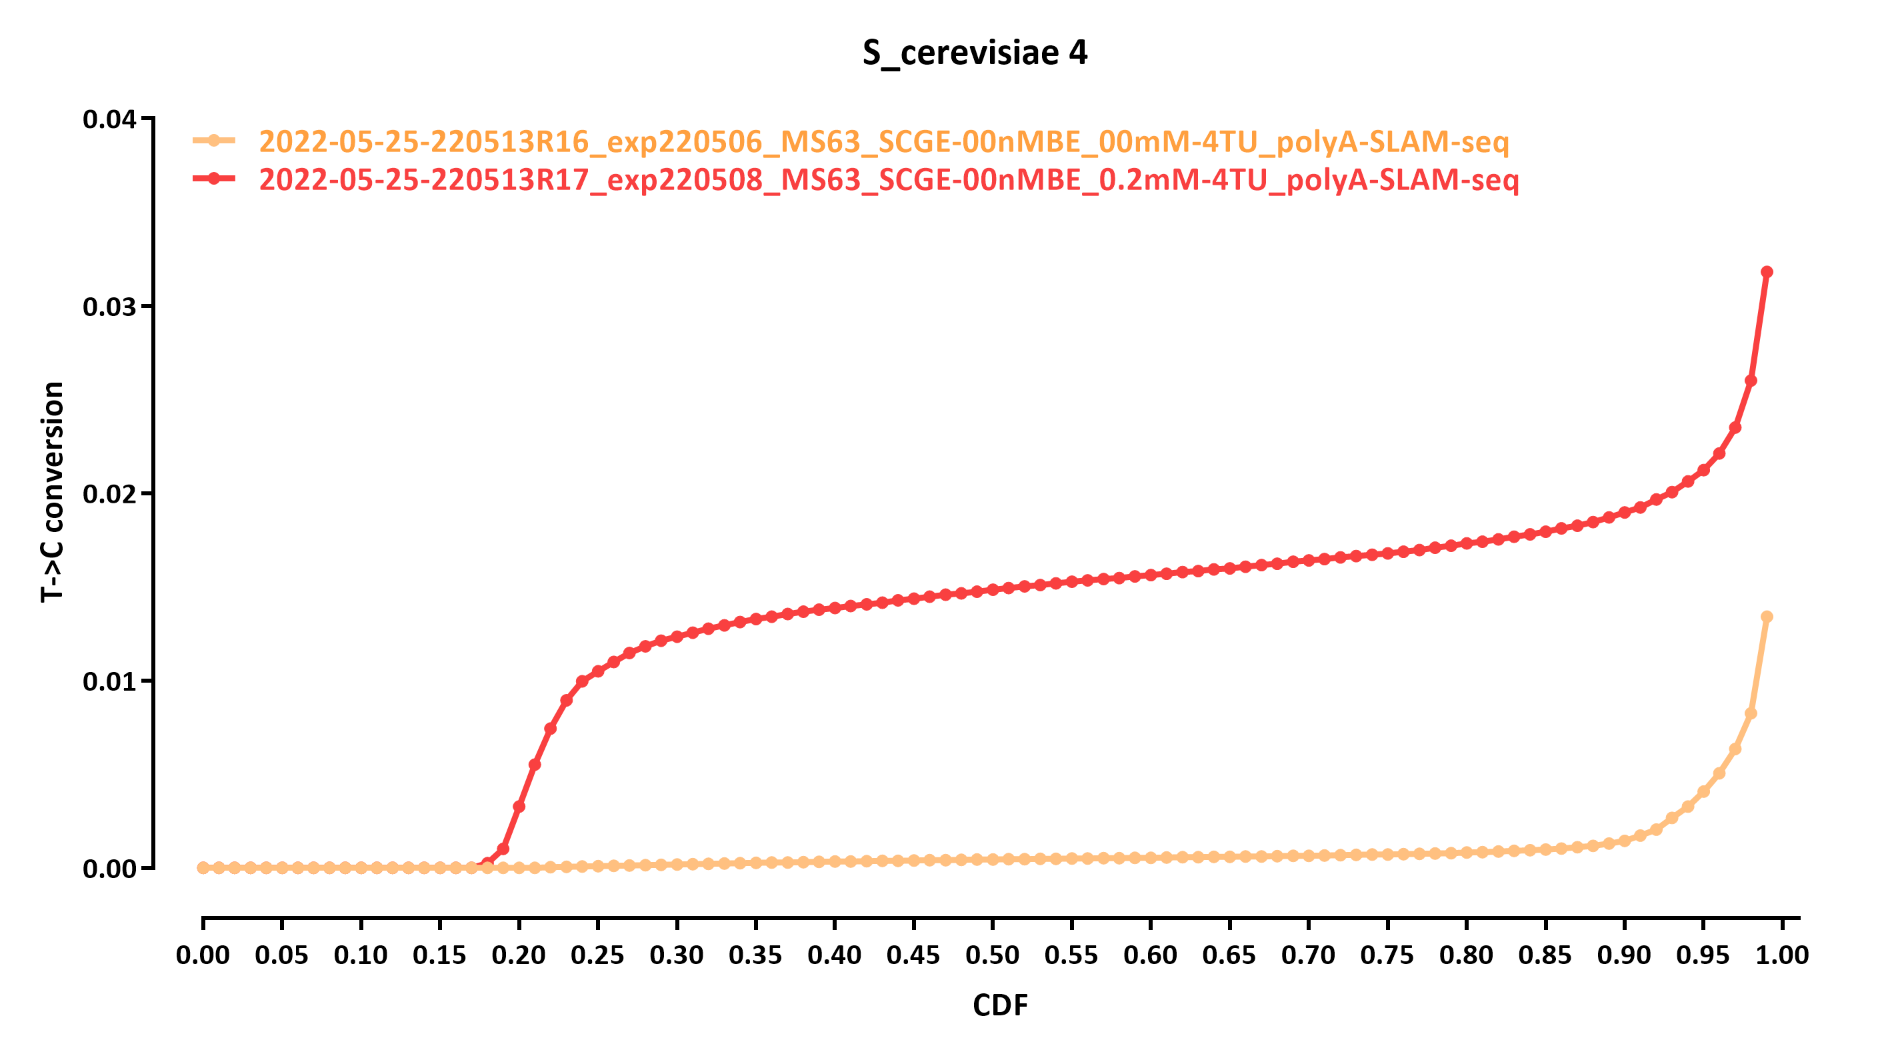 S_cerevisiae 4
0.04
2022-05-25-220513R16_exp220506_MS63_SCGE-00nMBE_00mM-4TU_polyA-SLAM-seq
2022-05-25-220513R17_exp220508_MS63_SCGE-00nMBE_0.2mM-4TU_polyA-SLAM-seq
0.03
0.02
0.01
0.00
T->C conversion
0.00 0.05 0.10 0.15 0.20 0.25 0.30 0.35 0.40 0.45 0.50 0.55 0.60 0.65 0.70 0.75 0.80 0.85 0.90 0.95 1.00
CDF